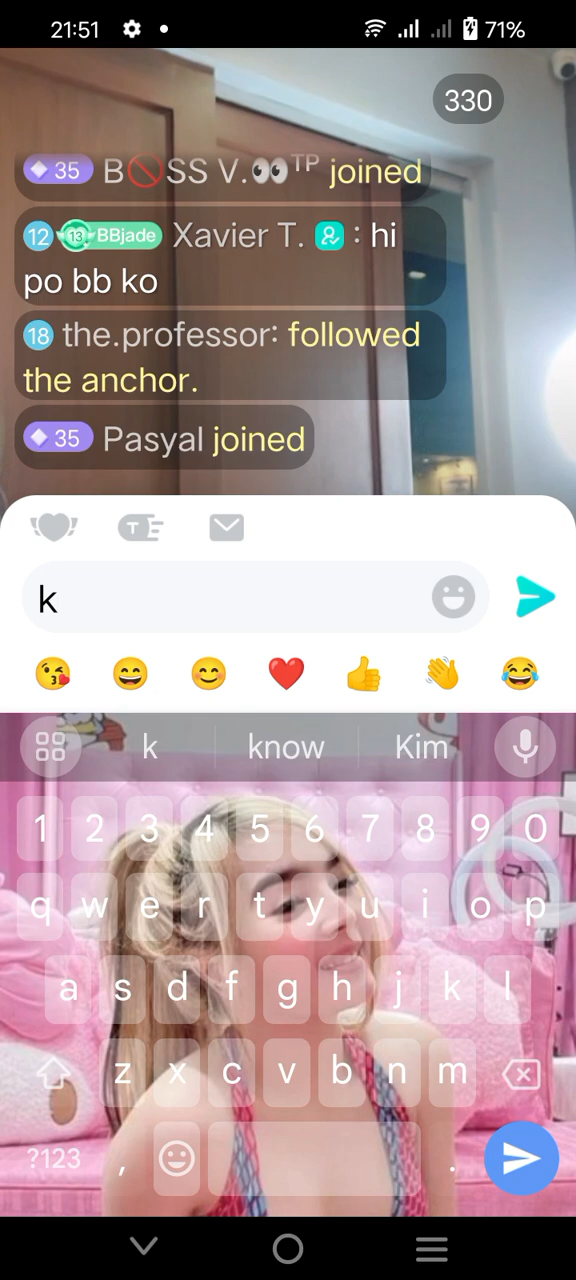 21:51
71%
330
35 B🚫SS V.👀ᵀᴾ joined
12 13 BBjade Xavier T. : hi
po bb ko
18 the.professor: followed
the anchor.
35 Pasyal joined
T
k
k know Kim
1 2 3 4 5 6 7 8 9 0
q w e r t y u i o p
a s d f g h j k l
z x c v b n m
?123 , .